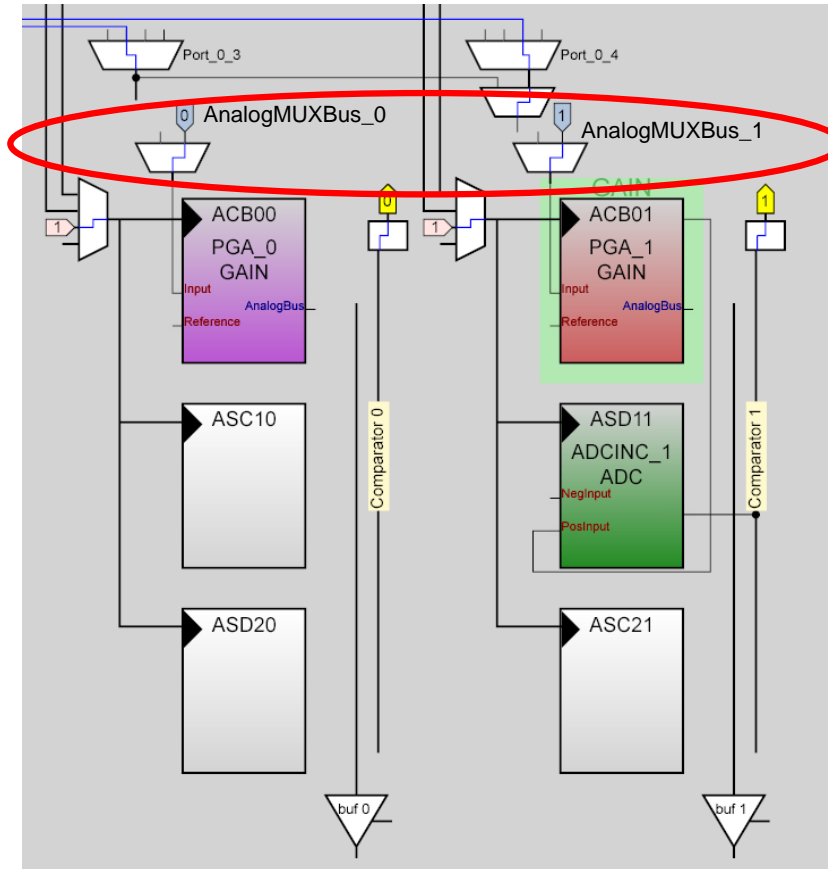 Port_0_3
Port_0_4
0
AnalogMUXBus_0
1
AnalogMUXBus_1
GAIN
1
ACB00
PGA_0
GAIN
Input
AnalogBus
Reference
0
1
ACB01
PGA_1
GAIN
Input
AnalogBus
Reference
1
ASC10
Comparator 0
ASD11
ADCINC_1
ADC
NegInput
PosInput
Comparator 1
ASD20
ASC21
buf 0
buf 1